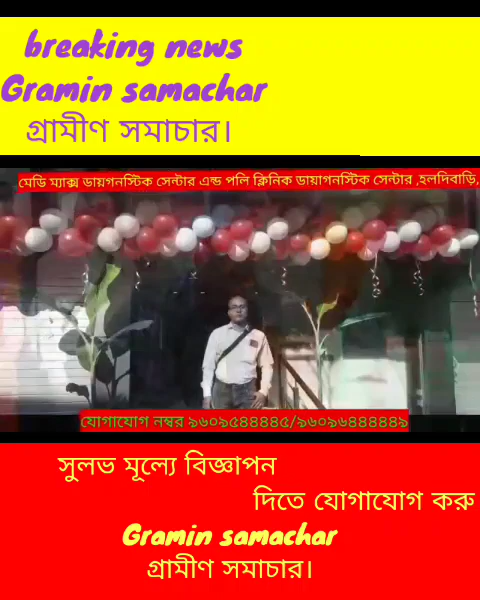 breaking news
Gramin samachar
গ্রামীণ সমাচার।
মেডি ম্যাক্স ডায়গনস্টিক সেন্টার এন্ড পলি ক্লিনিক ডায়াগনস্টিক সেন্টার ,হলদিবাড়ি,
যোগাযোগ নম্বর ৯৬০৯৫৪৪৪৪৫/৯৬০৯৬৪৪৪৪৯
সুলভ মূল্যে বিজ্ঞাপন
দিতে যোগাযোগ করু
Gramin samachar
গ্রামীণ সমাচার।